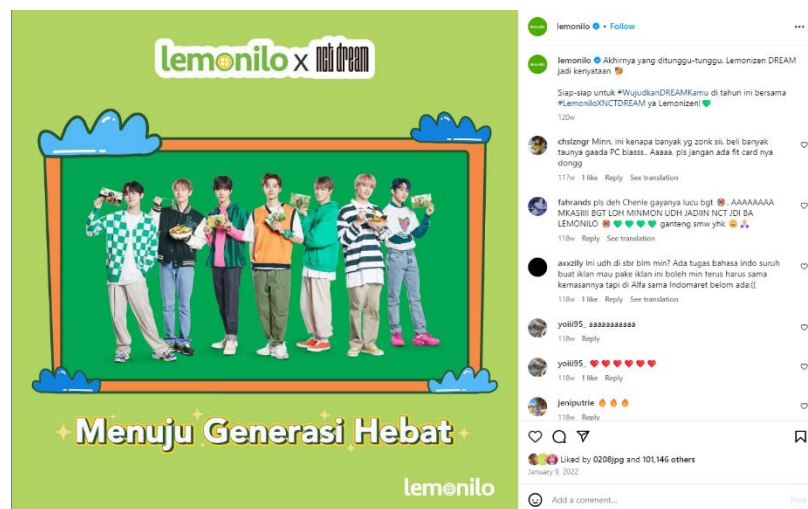 lemonilo x nct dream
Menuju Generasi Hebat
lemonilo
lemonilo • Follow
lemonilo Akhirnya yang ditunggu-tunggu. Lemonizen DREAM
jadi kenyataan
Siap-siap untuk #WujudkanDREAMKamu di tahun ini bersama
#LemoniloXNCTDREAM ya Lemonizen!
120w
chslzngr Minn, ini kenapa banyak yg zonk sii, beli banyak
taunya gaada PC biasss.. Aaaaa, pls jangan ada fit card nya
dongg
117w 1 like Reply See translation
fahrands pls deh Chenle gayanya lucu bgt 😭, AAAAAAAA
MKASIIII BGT LOH MINMON UDH JADIIN NCT JDI BA
LEMONILO 😭 💚 💚 💚 💚 ganteng smw yhk
118w Reply See translation
axxzlly Ini udh di sbr blm min? Ada tugas bahasa indo suruh
buat iklan mau pake iklan ini boleh min terus harus sama
kemasannya tapi di Alfa sama Indomaret belom ada:((
118w 1 like Reply See translation
yoiii95_ aaaaaaaaaaa
118w Reply
yoiii95_ ❤️ ❤️ ❤️ ❤️ ❤️ ❤️
118w 1 like Reply
jeniputrie 🔥 🔥 🔥
118w Reply
Liked by 0208jpg and 101,146 others
January 9, 2022
Add a comment...
Post